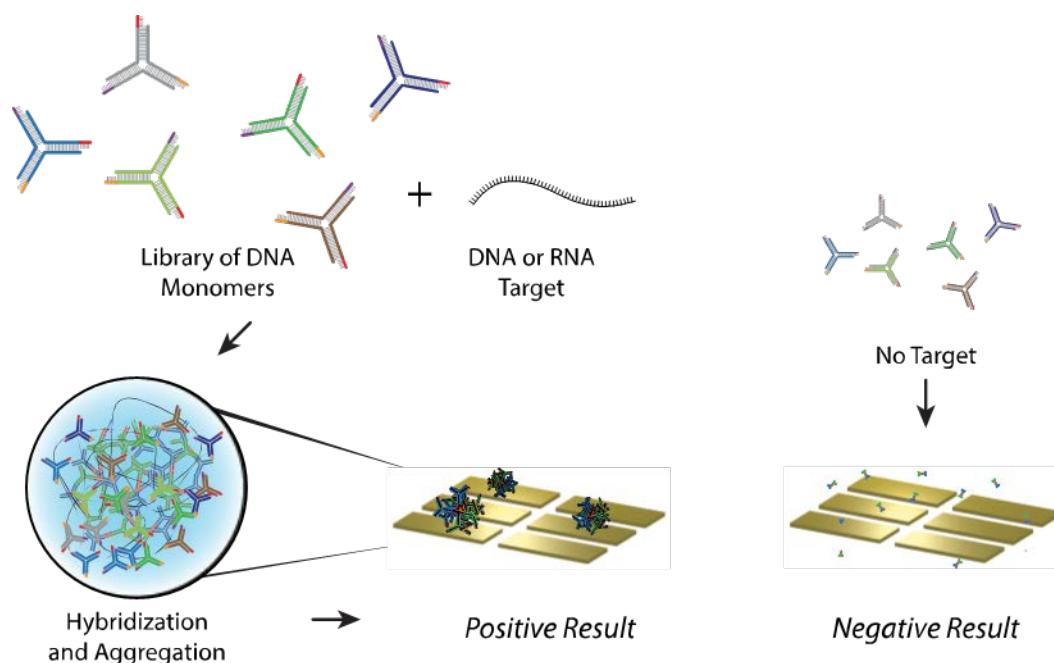 +
Library of DNA
Monomers
DNA or RNA
Target
No Target
Hybridization
and Aggregation
Positive Result
Negative Result